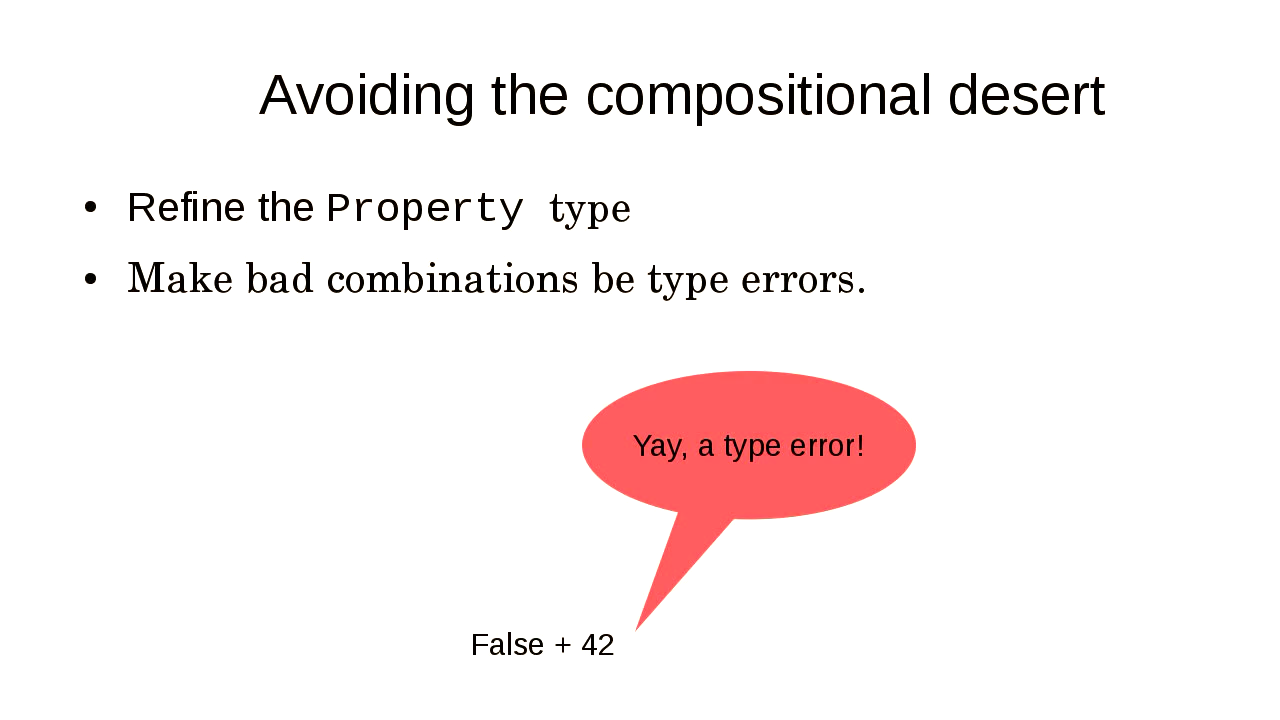 Avoiding the compositional desert
• Refine the Property type
• Make bad combinations be type errors.
Yay, a type error!
False + 42